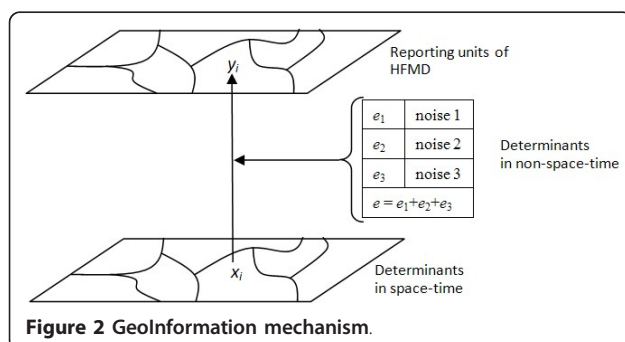 Reporting units of
HFMD
yi
e1 noise 1
e2 noise 2
e3 noise 3
e = e1+e2+e3
Determinants
in non-space-time
xi
Determinants
in space-time
Figure 2 GeoInformation mechanism.